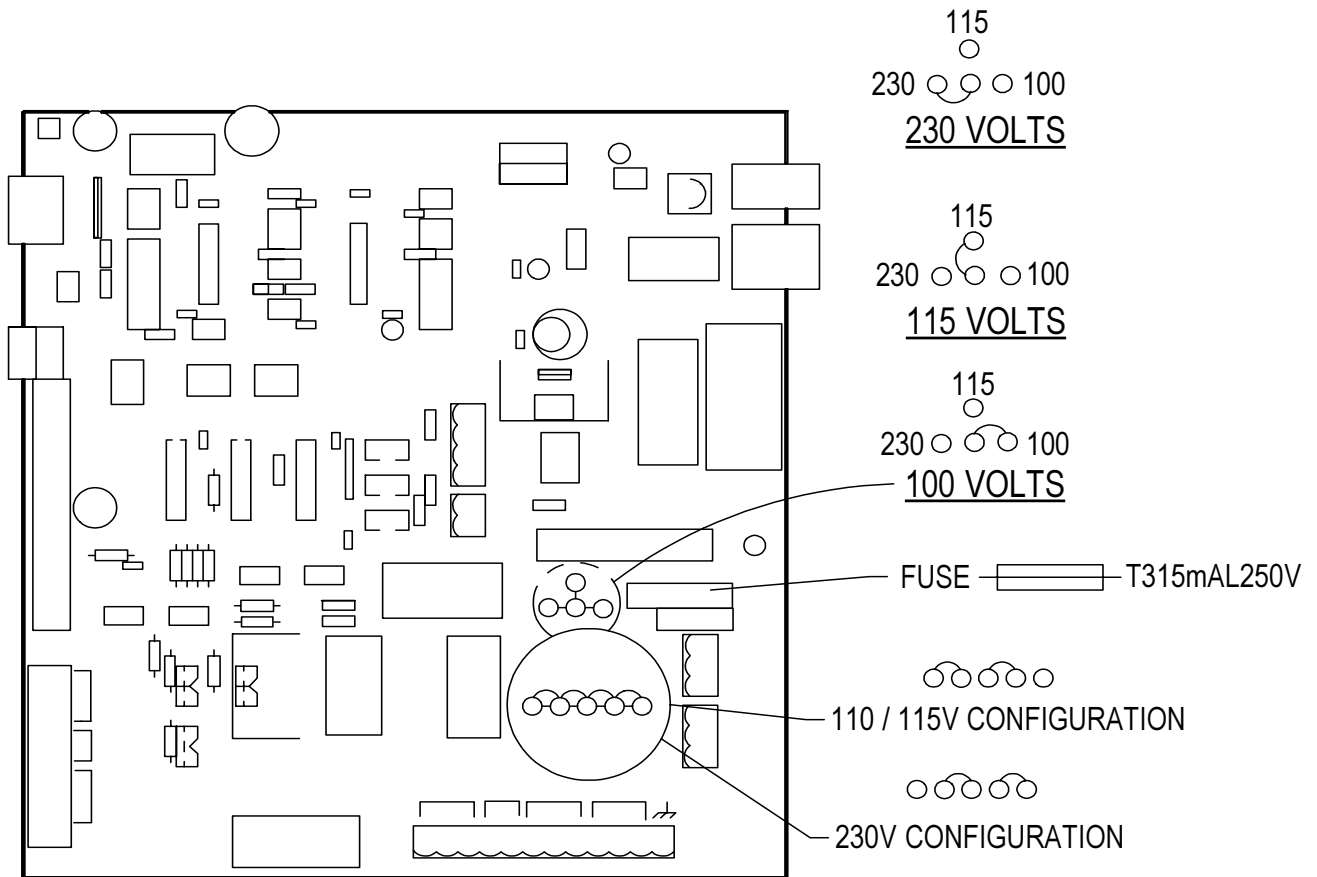 115
230 100
230 VOLTS
115
230 100
115 VOLTS
115
230 100
100 VOLTS
FUSE T315mAL250V
110 / 115V CONFIGURATION
230V CONFIGURATION